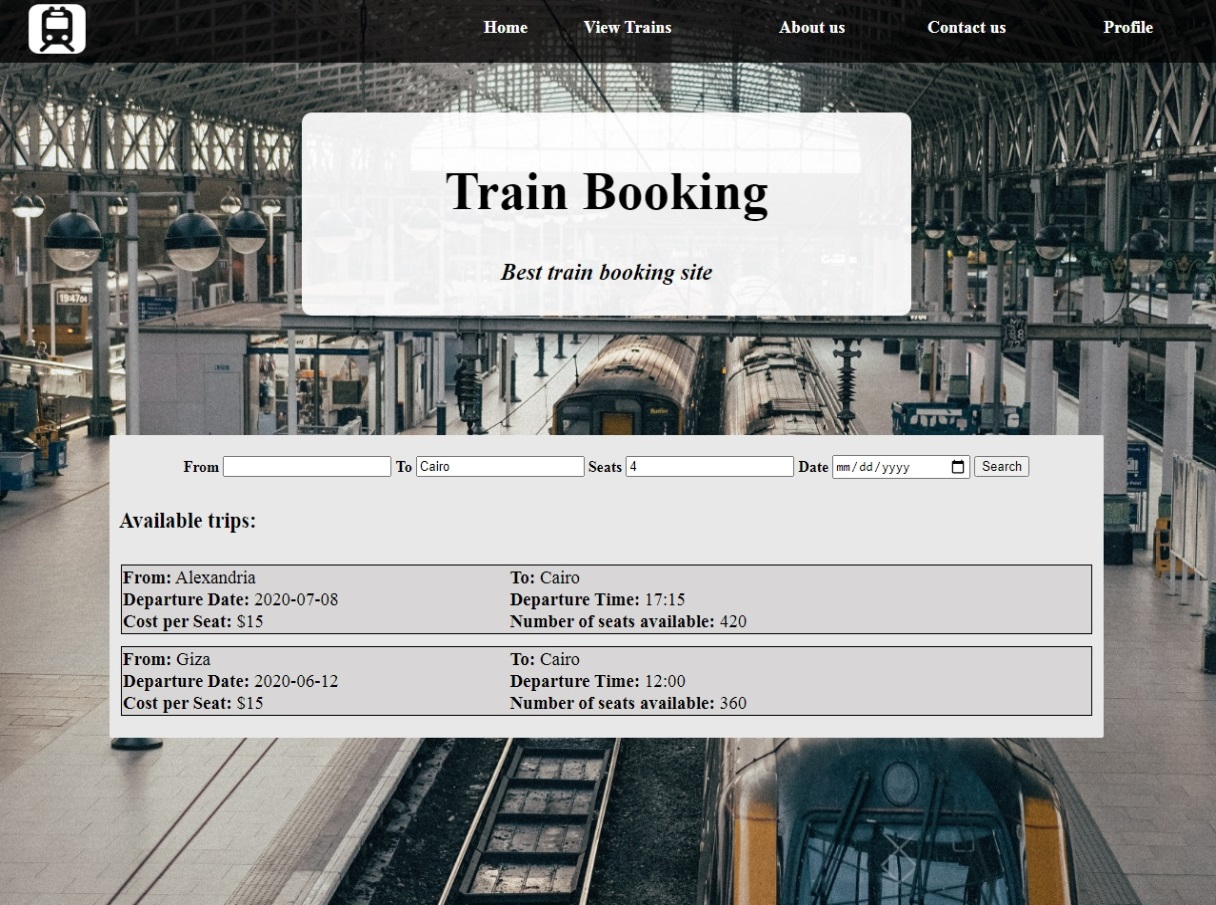 Home View Trains About us Contact us Profile
Train Booking
Best train booking site
From To Cairo Seats 4 Date mm/dd/yyyy Search
Available trips:
From: Alexandria To: Cairo
Departure Date: 2020-07-08 Departure Time: 17:15
Cost per Seat: $15 Number of seats available: 420
From: Giza To: Cairo
Departure Date: 2020-06-12 Departure Time: 12:00
Cost per Seat: $15 Number of seats available: 360